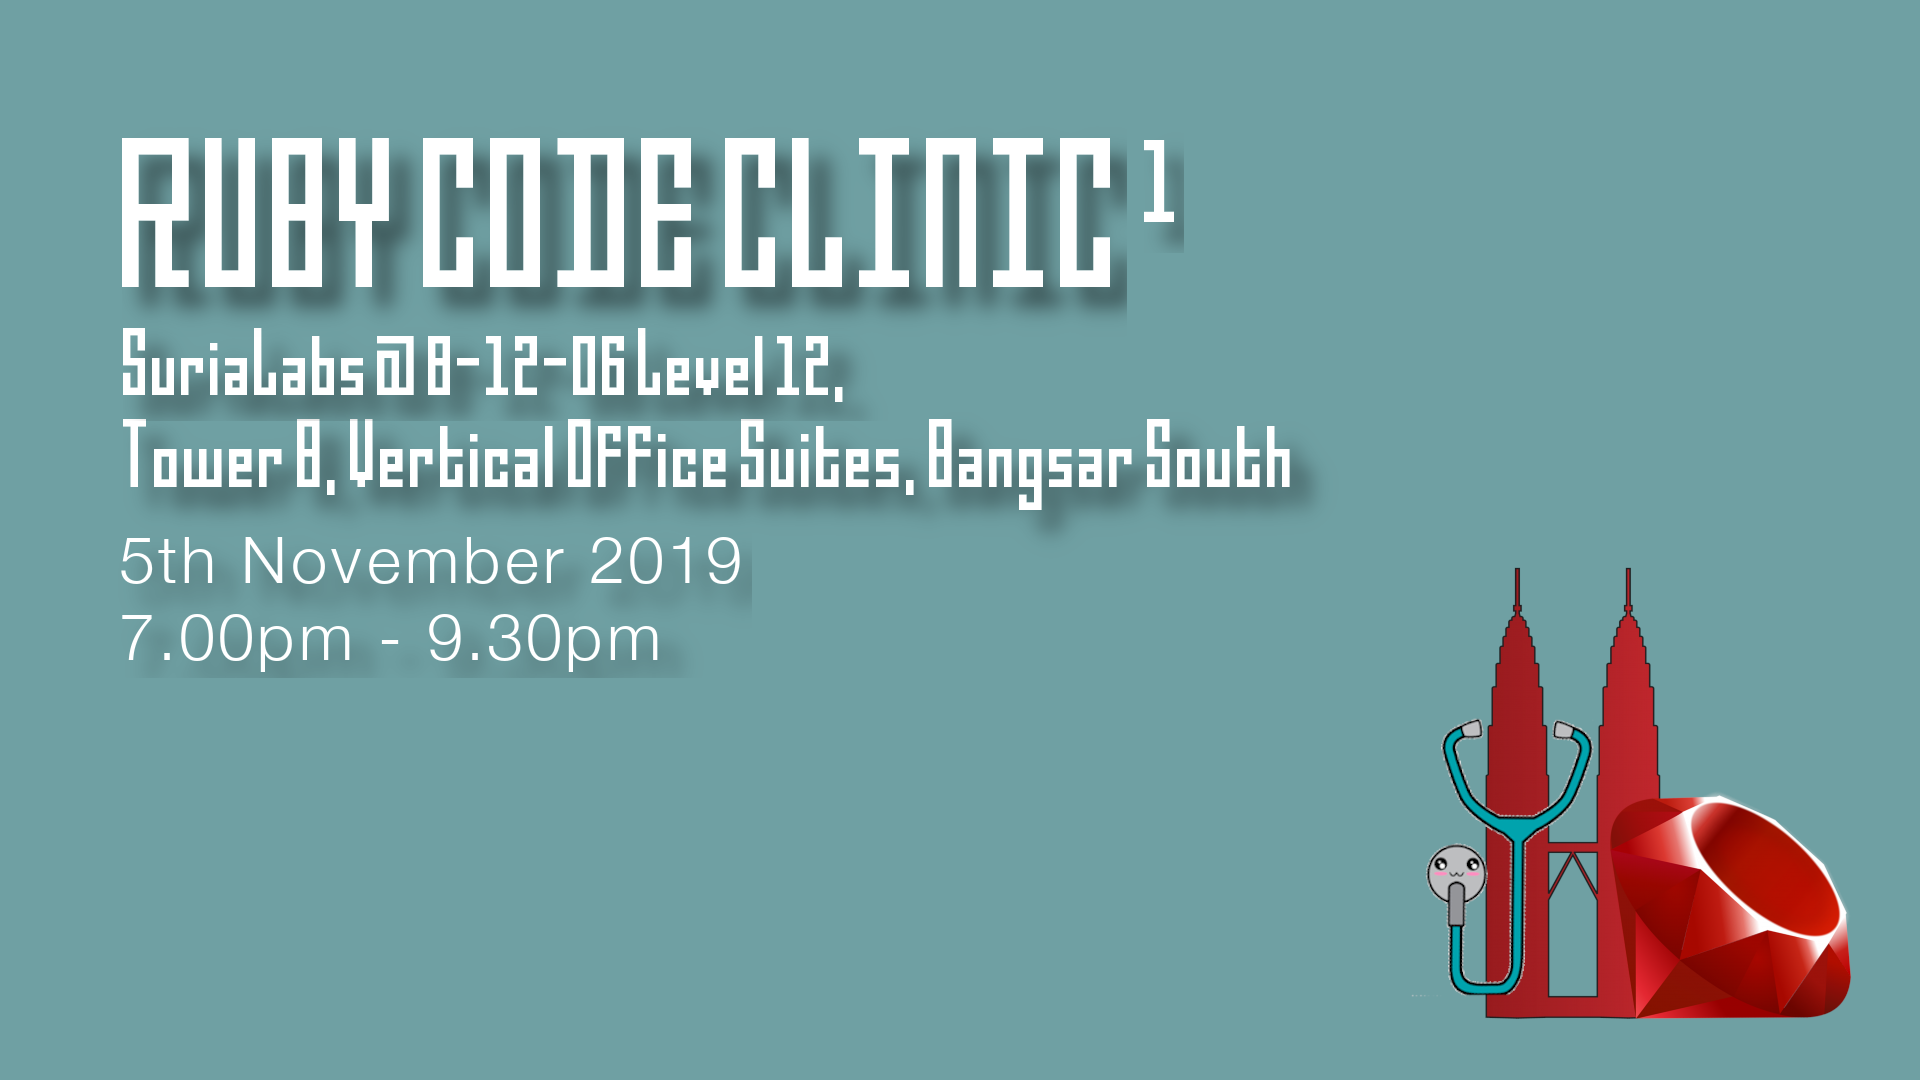 RUBY CODE CLINIC 1
SuriaLabs @ 8-12-06 Level 12,
Tower 8, Vertical Office Suites, Bangsar South
5th November 2019
7.00pm - 9.30pm